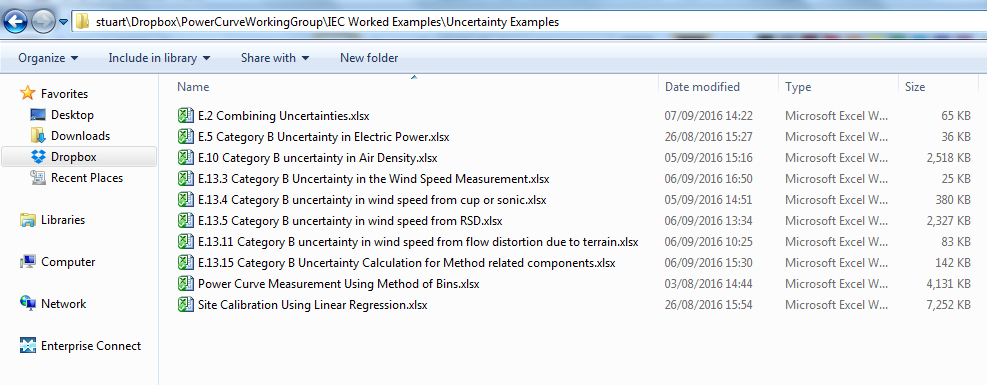 stuart\Dropbox\PowerCurveWorkingGroup\IEC Worked Examples\Uncertainty Examples
Organize Include in library Share with New folder
Favorites
Desktop
Downloads
Dropbox
Recent Places
Libraries
Computer
Network
Enterprise Connect
Name Date modified Type Size
E.2 Combining Uncertainties.xlsx 07/09/2016 14:22 Microsoft Excel W... 65 KB
E.5 Category B Uncertainty in Electric Power.xlsx 26/08/2016 15:27 Microsoft Excel W... 36 KB
E.10 Category B uncertainty in Air Density.xlsx 05/09/2016 15:16 Microsoft Excel W... 2,518 KB
E.13.3 Category B Uncertainty in the Wind Speed Measurement.xlsx 06/09/2016 16:50 Microsoft Excel W... 25 KB
E.13.4 Category B uncertainty in wind speed from cup or sonic.xlsx 05/09/2016 14:51 Microsoft Excel W... 380 KB
E.13.5 Category B uncertainty in wind speed from RSD.xlsx 06/09/2016 13:34 Microsoft Excel W... 2,327 KB
E.13.11 Category B uncertainty in wind speed from flow distortion due to terrain.xlsx 06/09/2016 10:25 Microsoft Excel W... 83 KB
E.13.15 Category B Uncertainty Calculation for Method related components.xlsx 06/09/2016 15:30 Microsoft Excel W... 142 KB
Power Curve Measurement Using Method of Bins.xlsx 03/08/2016 14:44 Microsoft Excel W... 4,131 KB
Site Calibration Using Linear Regression.xlsx 26/08/2016 15:54 Microsoft Excel W... 7,252 KB